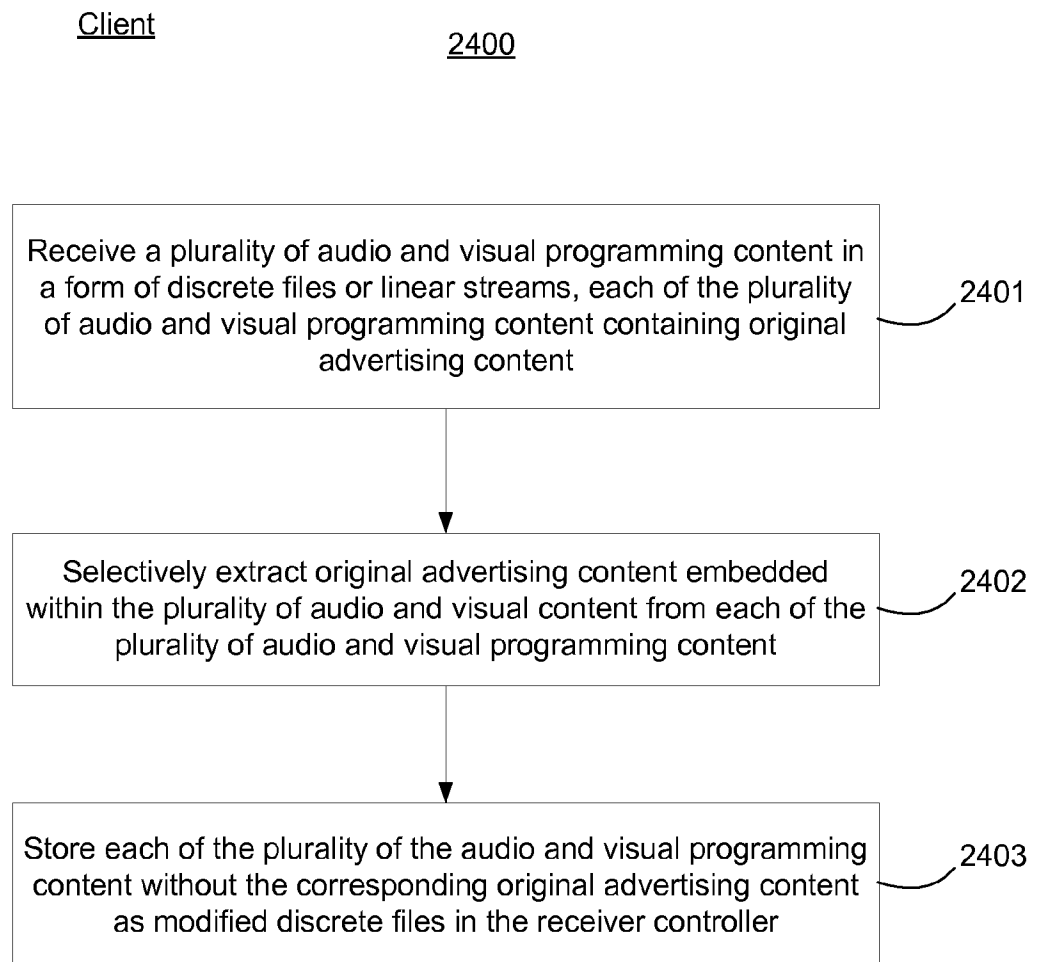 Client
2400
Receive a plurality of audio and visual programming content in
a form of discrete files or linear streams, each of the plurality
of audio and visual programming content containing original
advertising content
2401
Selectively extract original advertising content embedded
within the plurality of audio and visual content from each of the
plurality of audio and visual programming content
2402
Store each of the plurality of the audio and visual programming
content without the corresponding original advertising content
as modified discrete files in the receiver controller
2403